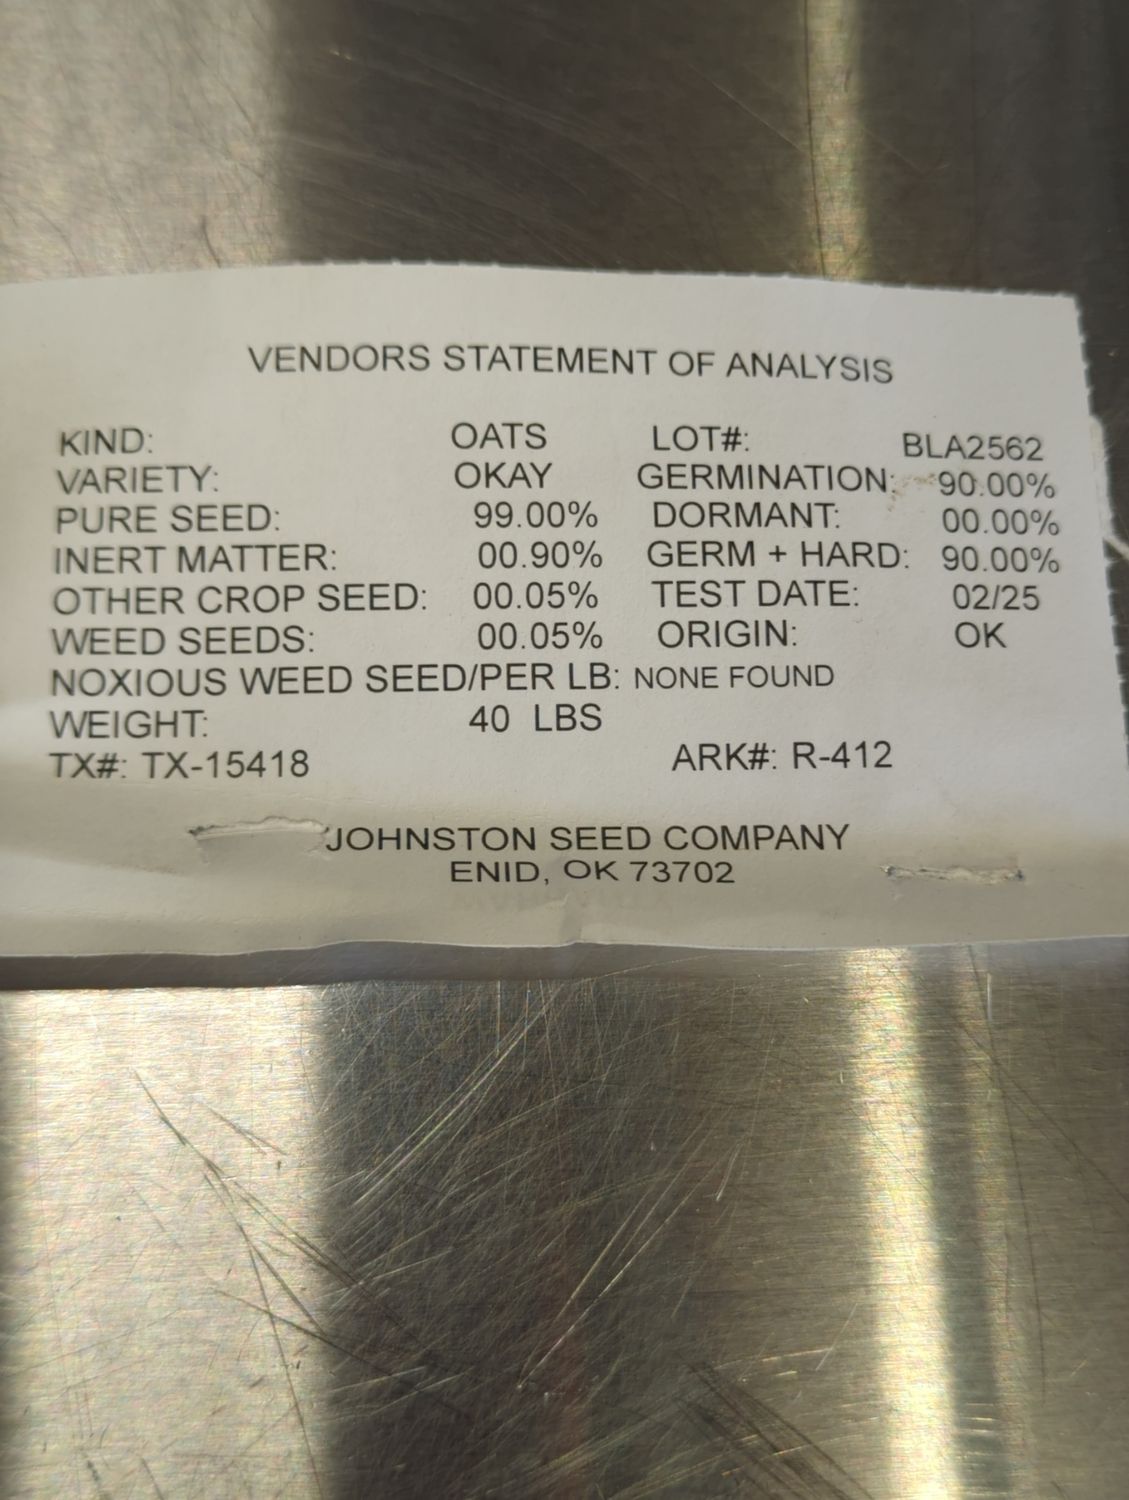 VENDORS STATEMENT OF ANALYSIS
KIND: OATS LOT#: BLA2562
VARIETY: OKAY GERMINATION: 90.00%
PURE SEED: 99.00% DORMANT: 00.00%
INERT MATTER: 00.90% GERM + HARD: 90.00%
OTHER CROP SEED: 00.05% TEST DATE: 02/25
WEED SEEDS: 00.05% ORIGIN: OK
NOXIOUS WEED SEED/PER LB: NONE FOUND
WEIGHT: 40 LBS
TX#: TX-15418 ARK#: R-412
JOHNSTON SEED COMPANY
ENID, OK 73702